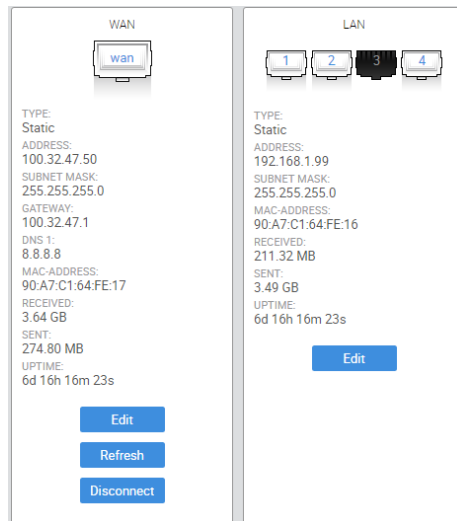 WAN
wan
TYPE:
Static
ADDRESS:
100.32.47.50
SUBNET MASK:
255.255.255.0
GATEWAY:
100.32.47.1
DNS 1:
8.8.8.8
MAC-ADDRESS:
90:A7:C1:64:FE:17
RECEIVED:
3.64 GB
SENT:
274.80 MB
UPTIME:
6d 16h 16m 23s
Edit
Refresh
Disconnect
LAN
1 2 3 4
TYPE:
Static
ADDRESS:
192.168.1.99
SUBNET MASK:
255.255.255.0
MAC-ADDRESS:
90:A7:C1:64:FE:16
RECEIVED:
211.32 MB
SENT:
3.49 GB
UPTIME:
6d 16h 16m 23s
Edit